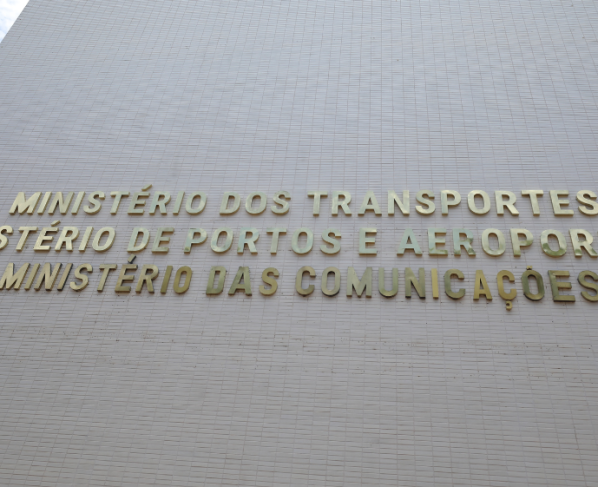 MINISTÉRIO DOS TRANSPORTES
STÉRIO DE PORTOS E AEROPOR
MINISTÉRIO DAS COMUNICAÇÕES